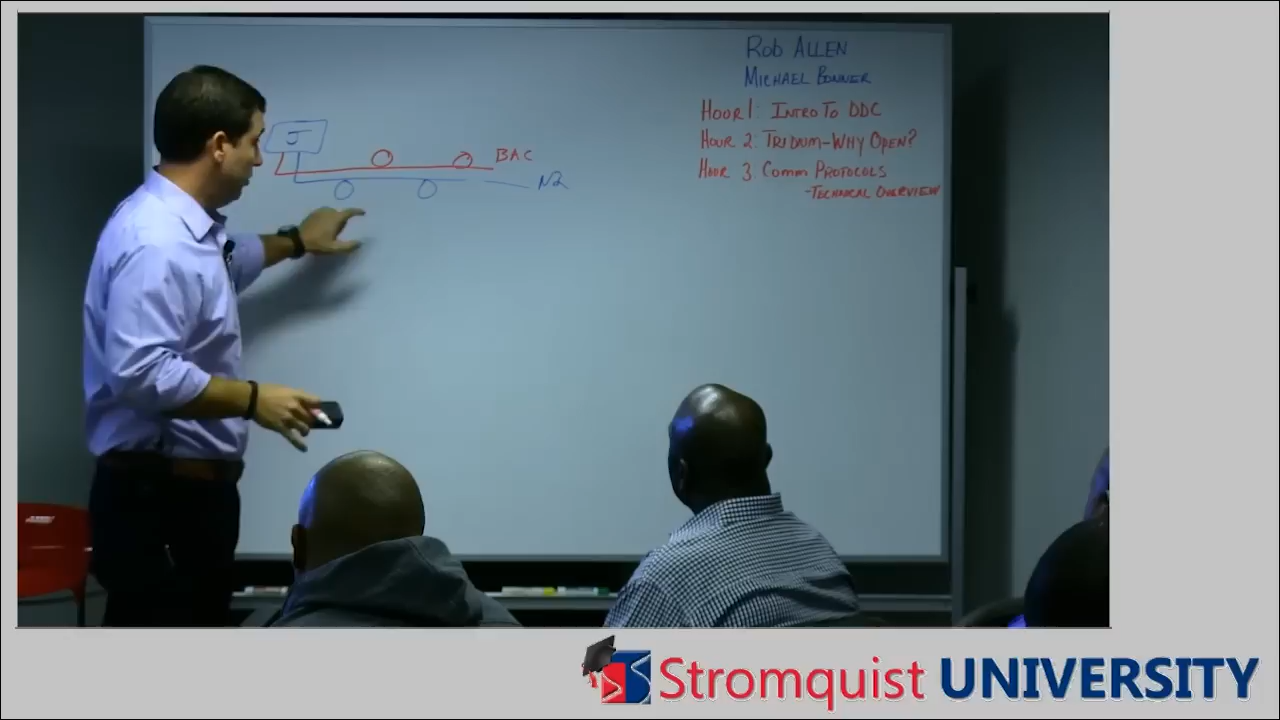 Rob Allen
Michael Bonner
Hour 1: Intro To DDC
Hour 2: Tridium-Why Open?
Hour 3: Comm Protocols
-Technical Overview
J
BAC
N2
Stromquist UNIVERSITY